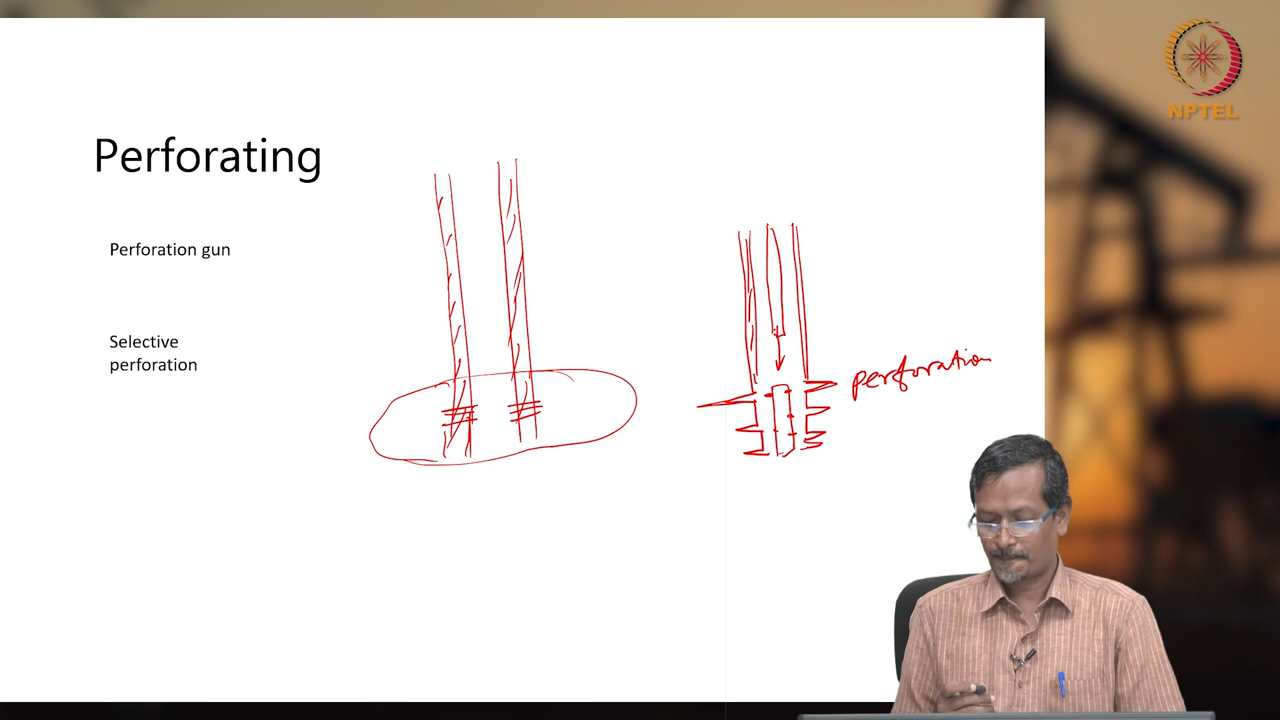 Perforating
Perforation gun
Selective
perforation
perforation
NPTEL